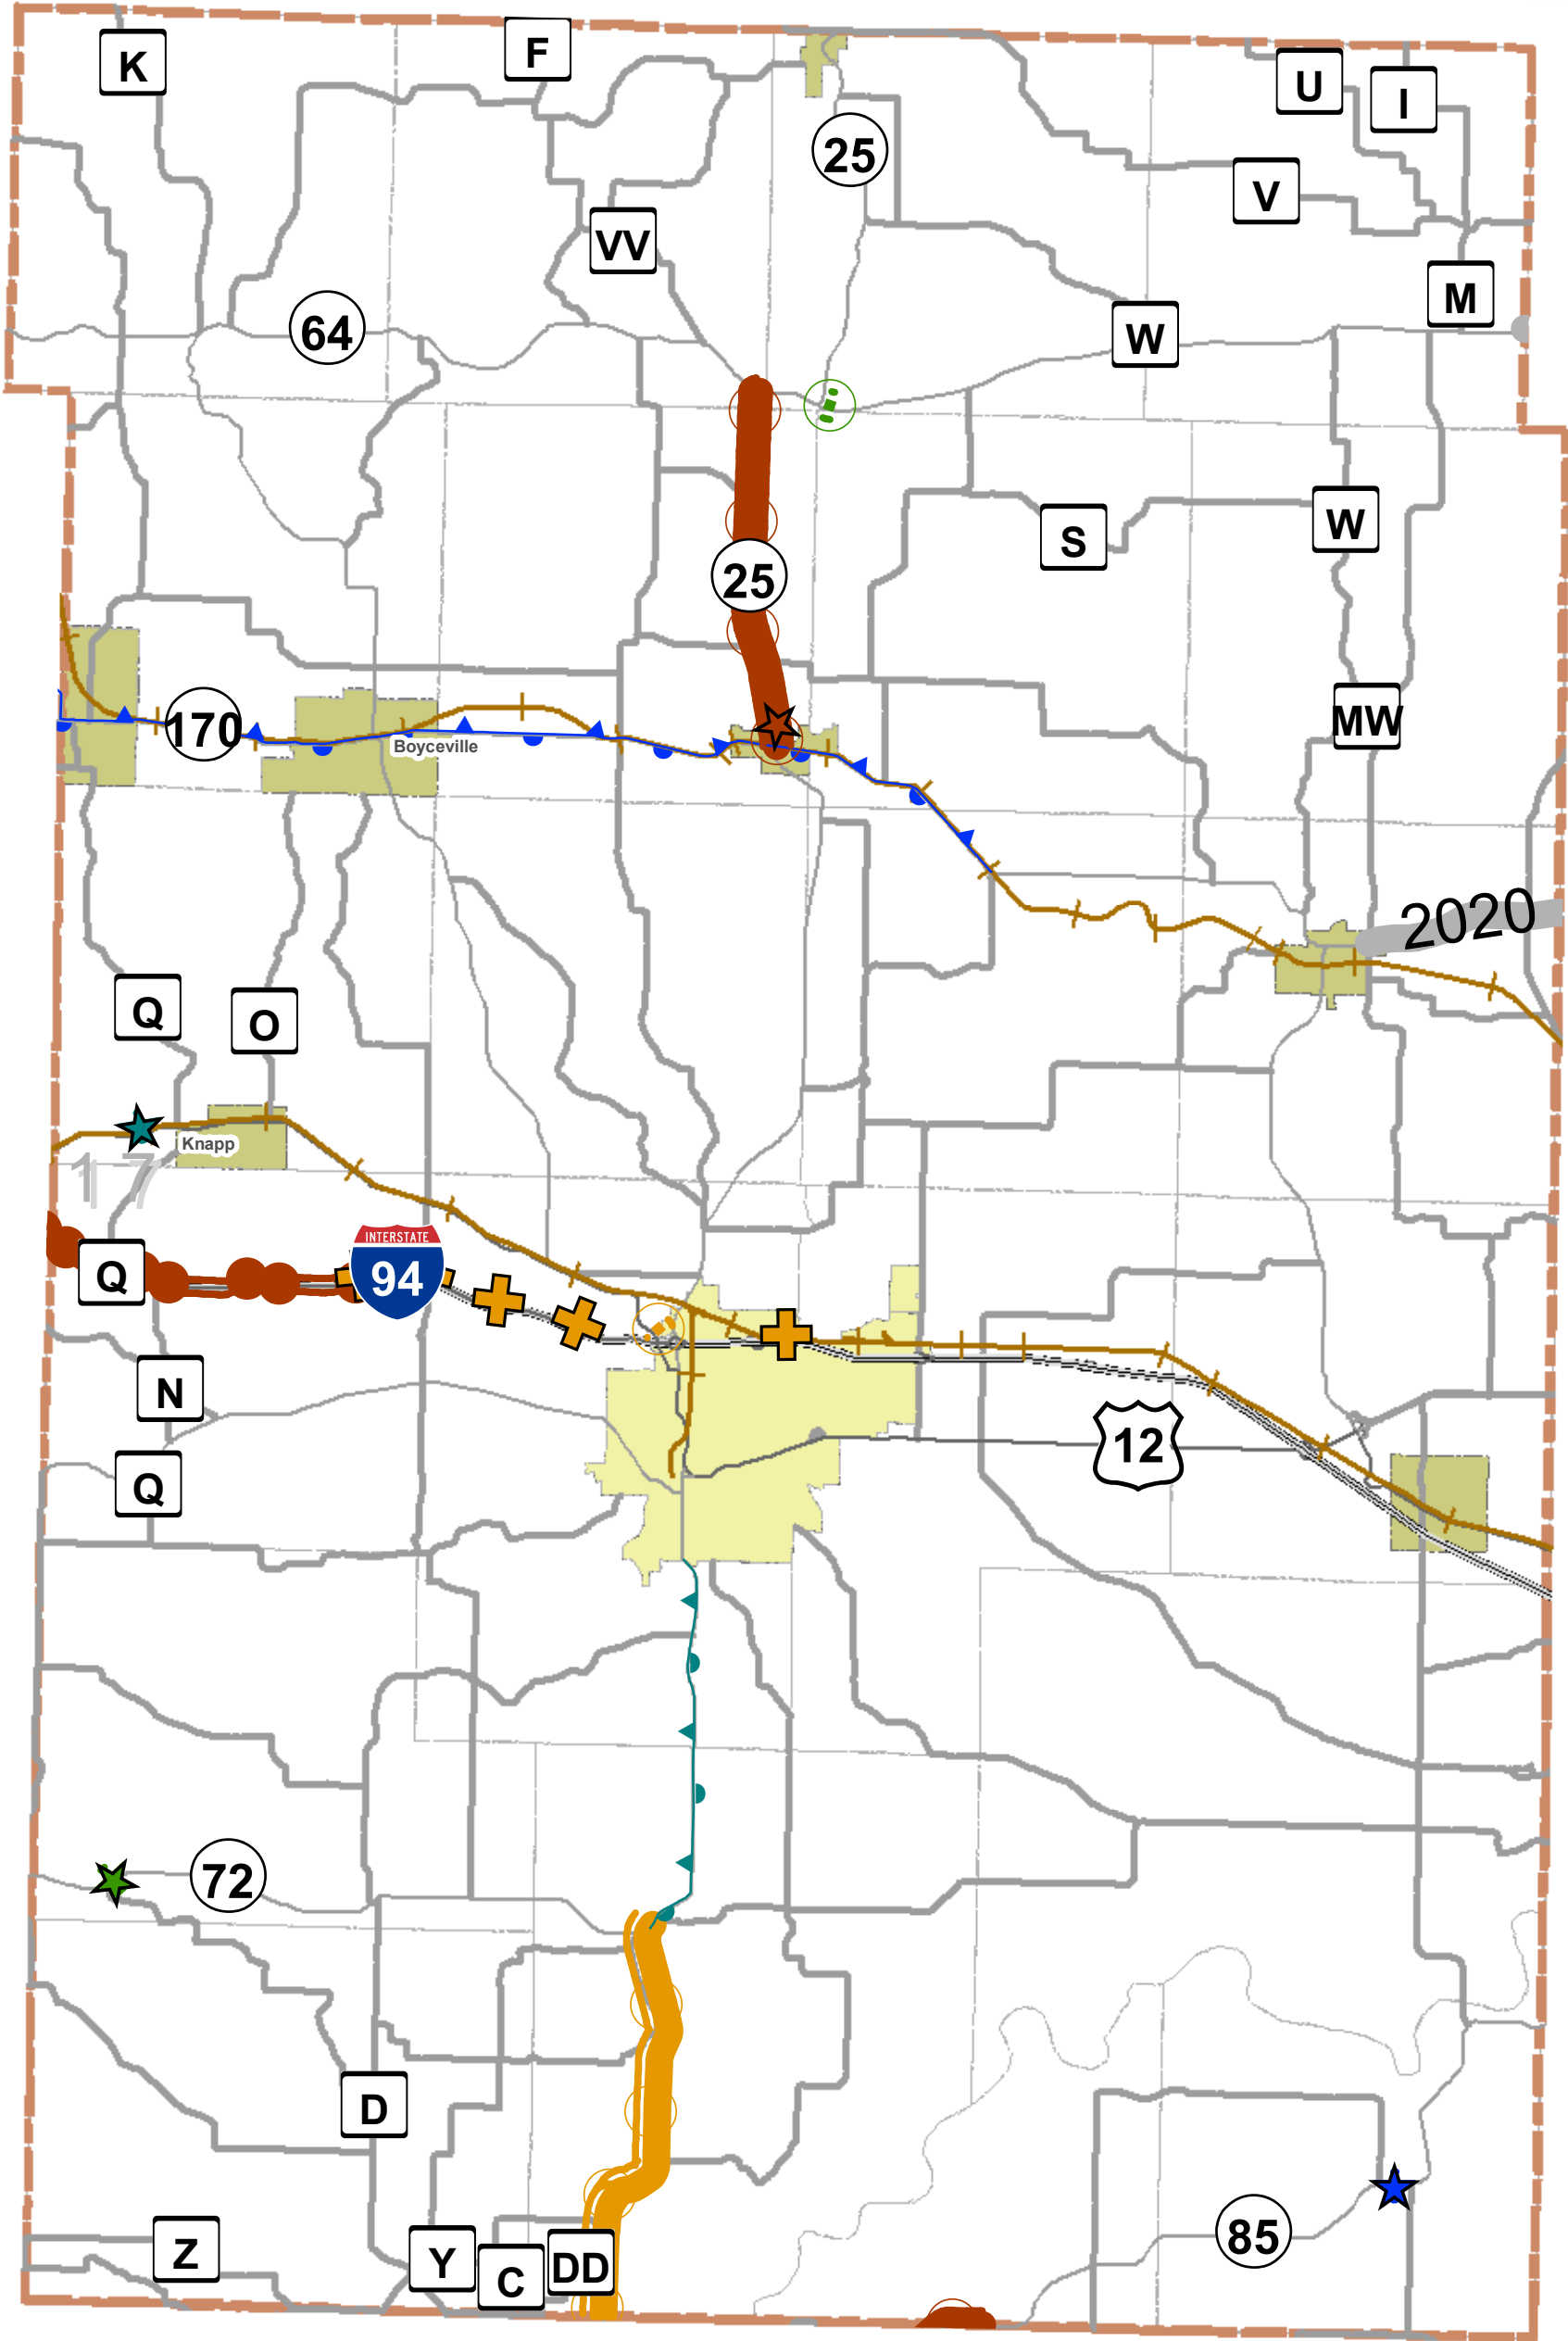 K
F
U
I
25
V
VV
M
64
W
W
S
25
MW
170
Boyceville
2020
Q
O
Knapp
17
Q
INTERSTATE
94
N
12
Q
72
D
85
Z
Y
C
DD